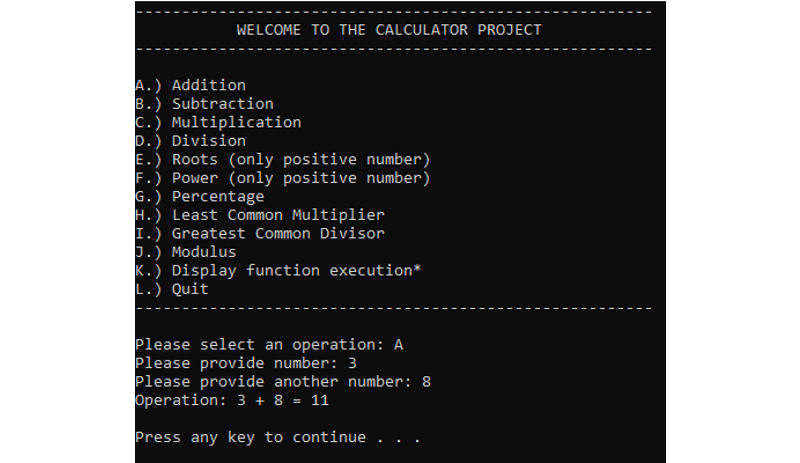 --------------------------------------------------------
WELCOME TO THE CALCULATOR PROJECT
--------------------------------------------------------
A.) Addition
B.) Subtraction
C.) Multiplication
D.) Division
E.) Roots (only positive number)
F.) Power (only positive number)
G.) Percentage
H.) Least Common Multiplier
I.) Greatest Common Divisor
J.) Modulus
K.) Display function execution*
L.) Quit
--------------------------------------------------------
Please select an operation: A
Please provide number: 3
Please provide another number: 8
Operation: 3 + 8 = 11
Press any key to continue . . .